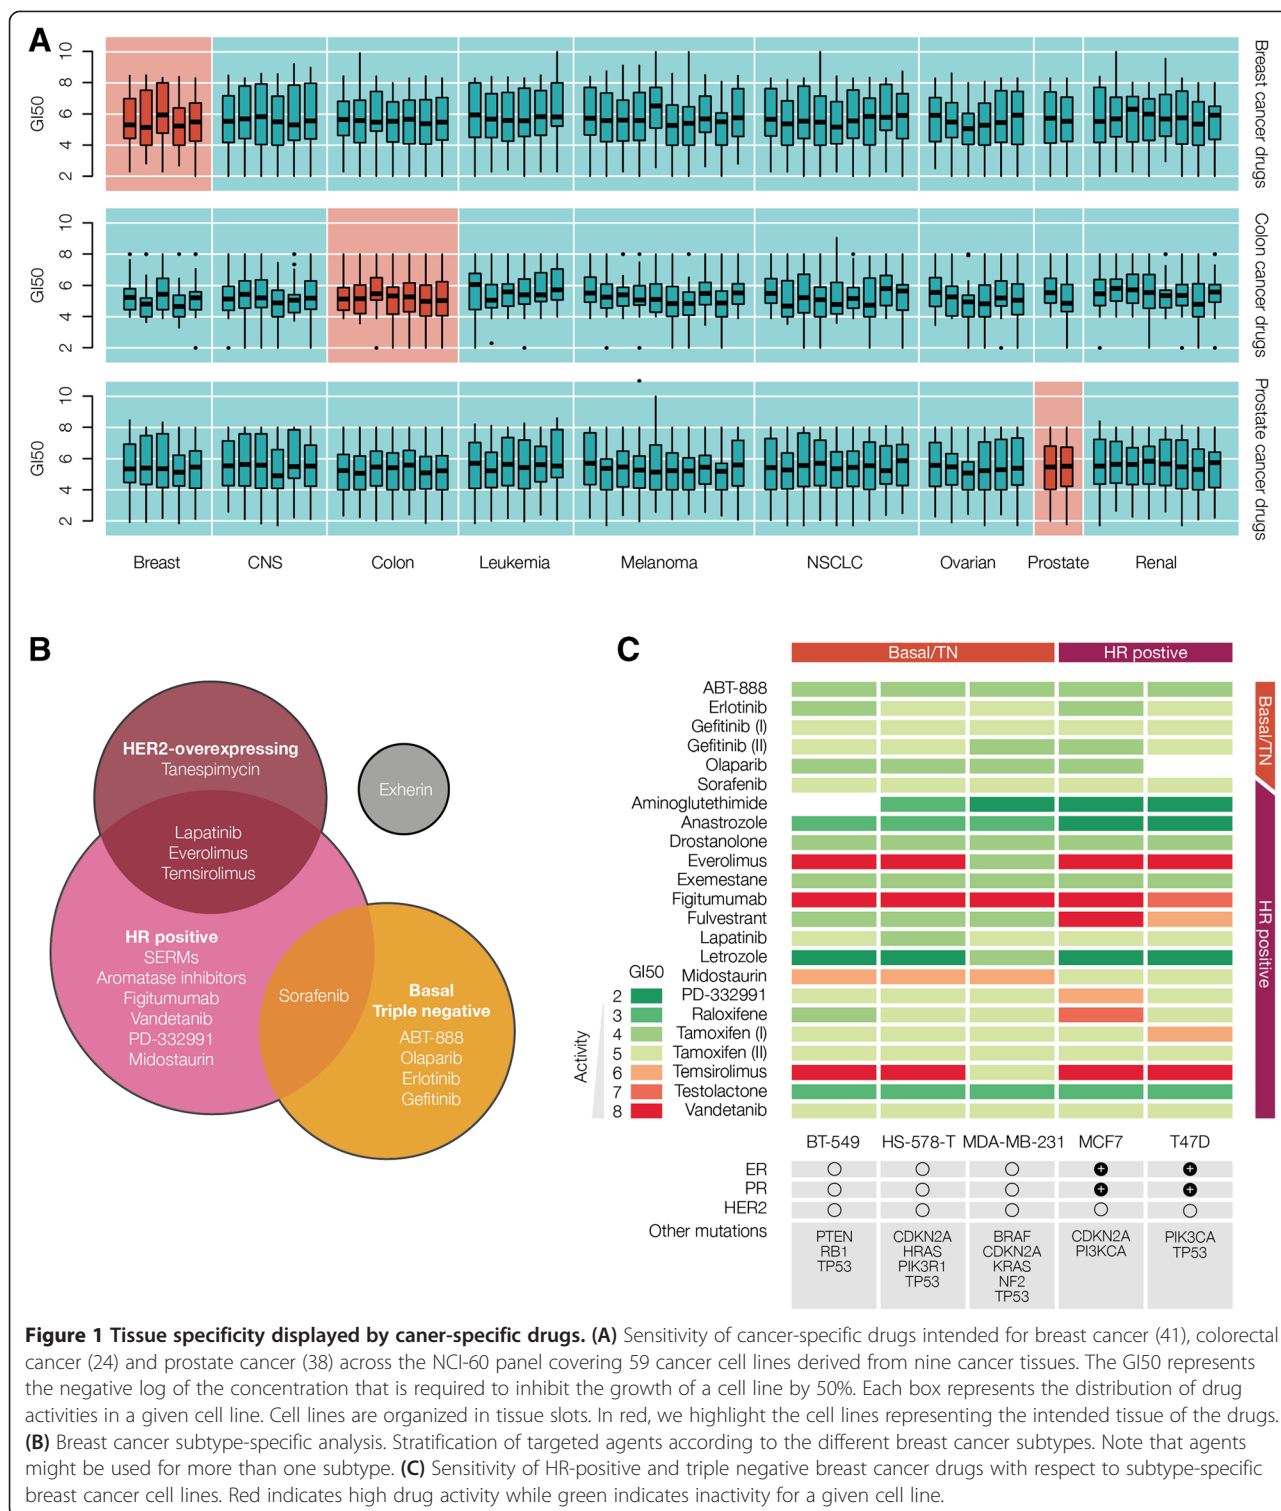 A
10
8
6
4
2
GI50
Breast cancer drugs
10
8
6
4
2
GI50
Colon cancer drugs
10
8
6
4
2
GI50
Prostate cancer drugs
Breast CNS Colon Leukemia Melanoma NSCLC Ovarian Prostate Renal
B
HER2-overexpressing
Tanespimycin
Lapatinib
Everolimus
Temsirolimus
Exherin
HR positive
SERMs
Aromatase inhibitors
Figitumumab
Vandetanib
PD-332991
Midostaurin
Sorafenib
Basal
Triple negative
ABT-888
Olaparib
Erlotinib
Gefitinib
C
Basal/TN HR postive
ABT-888
Erlotinib
Gefitinib (I)
Gefitinib (II)
Olaparib
Sorafenib
Aminoglutethimide
Anastrozole
Drostanolone
Everolimus
Exemestane
Figitumumab
Fulvestrant
Lapatinib
Letrozole
Midostaurin
PD-332991
Raloxifene
Tamoxifen (I)
Tamoxifen (II)
Temsirolimus
Testolactone
Vandetanib
Basal/TN
HR positive
GI50
2
3
4
5
6
7
8
Activity
BT-549 HS-578-T MDA-MB-231 MCF7 T47D
ER
PR
HER2
Other mutations
PTEN
RB1
TP53
CDKN2A
HRAS
PIK3R1
TP53
BRAF
CDKN2A
KRAS
NF2
TP53
CDKN2A
PI3KCA
PIK3CA
TP53
Figure 1 Tissue specificity displayed by caner-specific drugs. (A) Sensitivity of cancer-specific drugs intended for breast cancer (41), colorectal
cancer (24) and prostate cancer (38) across the NCI-60 panel covering 59 cancer cell lines derived from nine cancer tissues. The GI50 represents
the negative log of the concentration that is required to inhibit the growth of a cell line by 50%. Each box represents the distribution of drug
activities in a given cell line. Cell lines are organized in tissue slots. In red, we highlight the cell lines representing the intended tissue of the drugs.
(B) Breast cancer subtype-specific analysis. Stratification of targeted agents according to the different breast cancer subtypes. Note that agents
might be used for more than one subtype. (C) Sensitivity of HR-positive and triple negative breast cancer drugs with respect to subtype-specific
breast cancer cell lines. Red indicates high drug activity while green indicates inactivity for a given cell line.